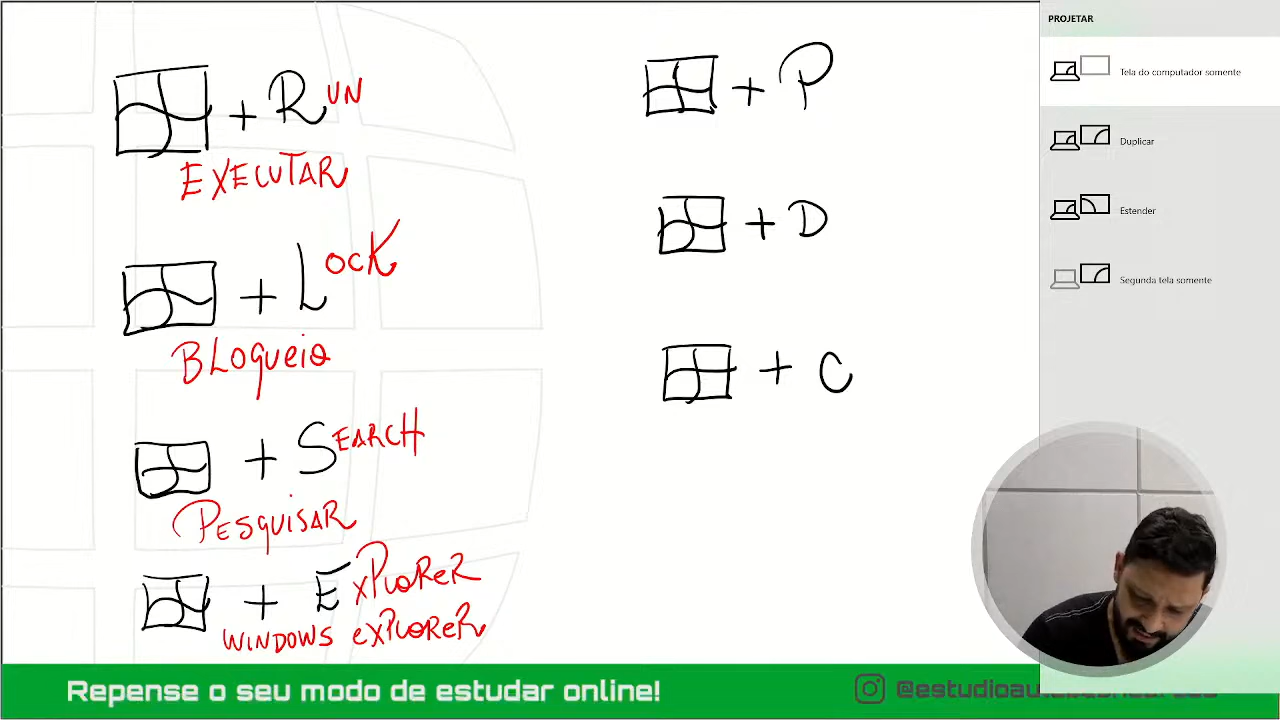 + RUN
EXECUTAR
+ LOCK
BLOQUEIO
+ SEARCH
PESQUISAR
+ EXPLORER
WINDOWS EXPLORER
+ P
+ D
+ C
PROJETAR
Tela do computador somente
Duplicar
Estender
Segunda tela somente
Repense o seu modo de estudar online!